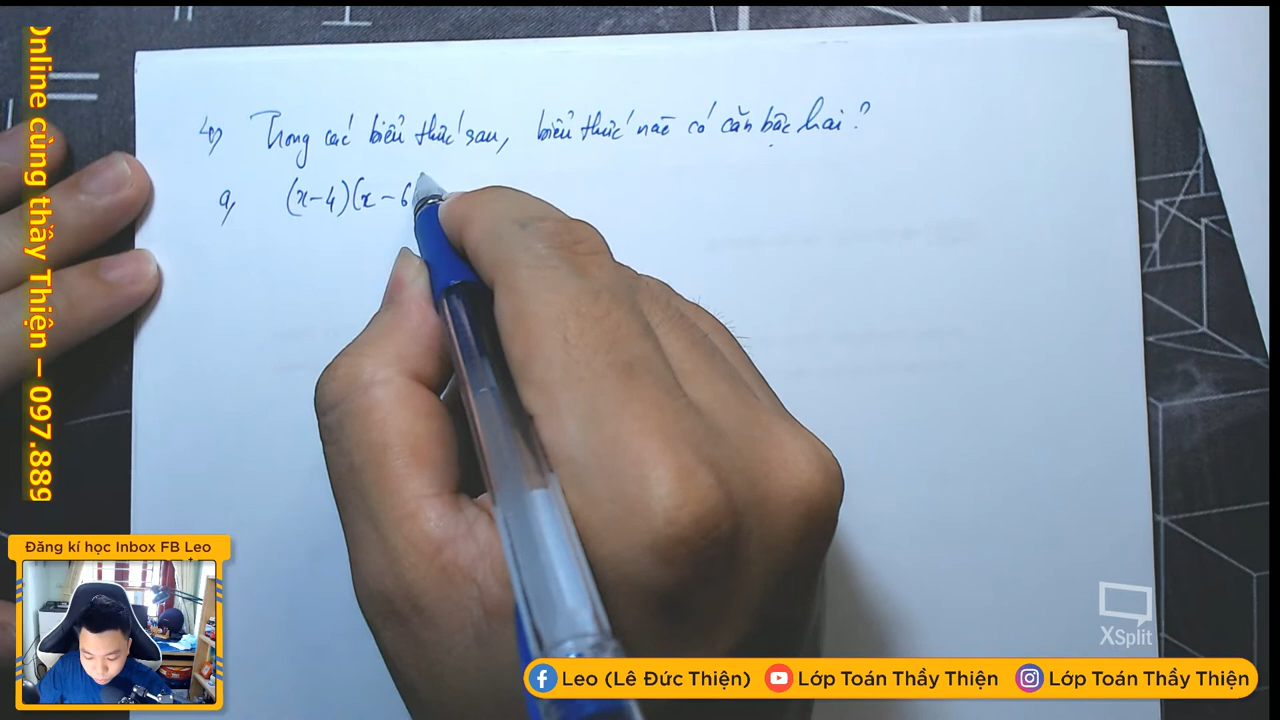 4, Trong các biểu thức sau, biểu thức nào có căn bậc hai?
a, (x-4)(x-6
Online cùng thầy Thiện – 097.889
Đăng kí học Inbox FB Leo
XSplit
Leo (Lê Đức Thiện) Lớp Toán Thầy Thiện Lớp Toán Thầy Thiện